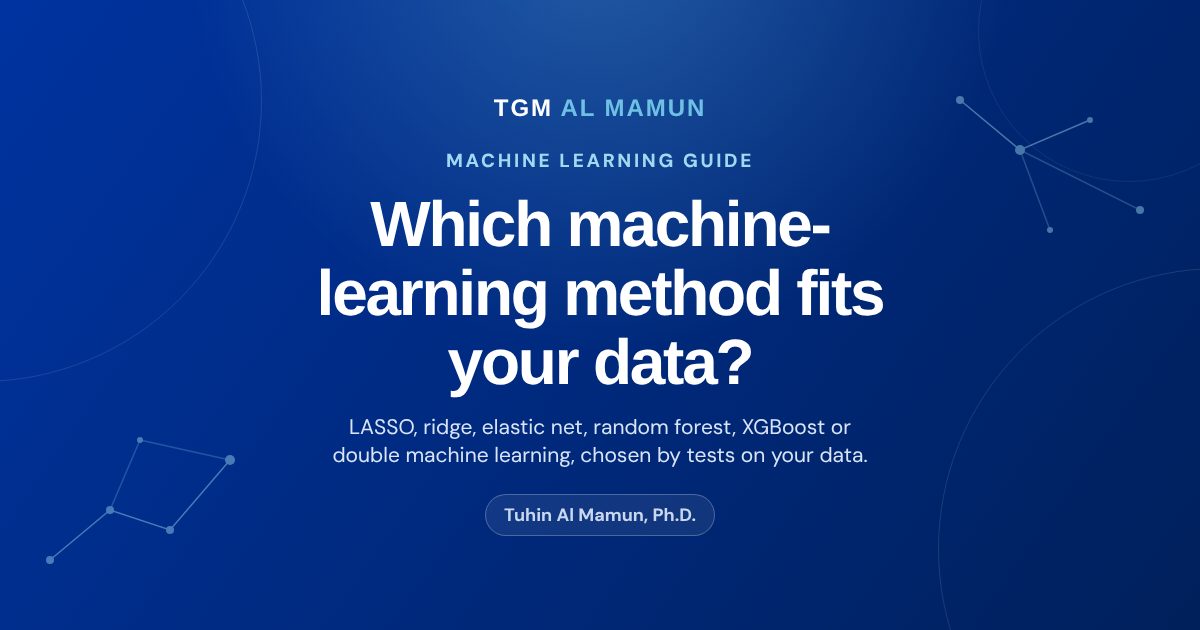 TGM AL MAMUN
MACHINE LEARNING GUIDE
Which machine-
learning method fits
your data?
LASSO, ridge, elastic net, random forest, XGBoost or
double machine learning, chosen by tests on your data.
Tuhin Al Mamun, Ph.D.